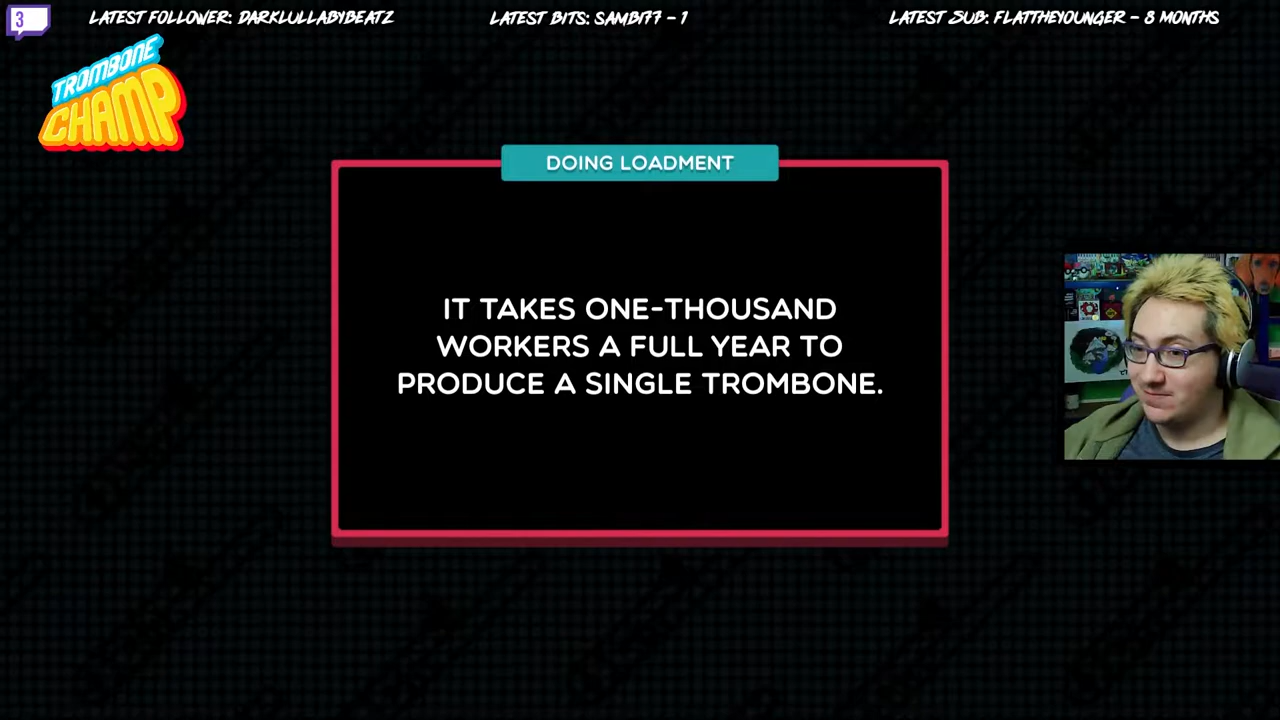 3
LATEST FOLLOWER: DARKLULLABYBEATZ
LATEST BITS: SAMBI77 - 1
LATEST SUB: FLATTHEYOUNGER - 8 MONTHS
TROMBONE
CHAMP
DOING LOADMENT
IT TAKES ONE-THOUSAND
WORKERS A FULL YEAR TO
PRODUCE A SINGLE TROMBONE.